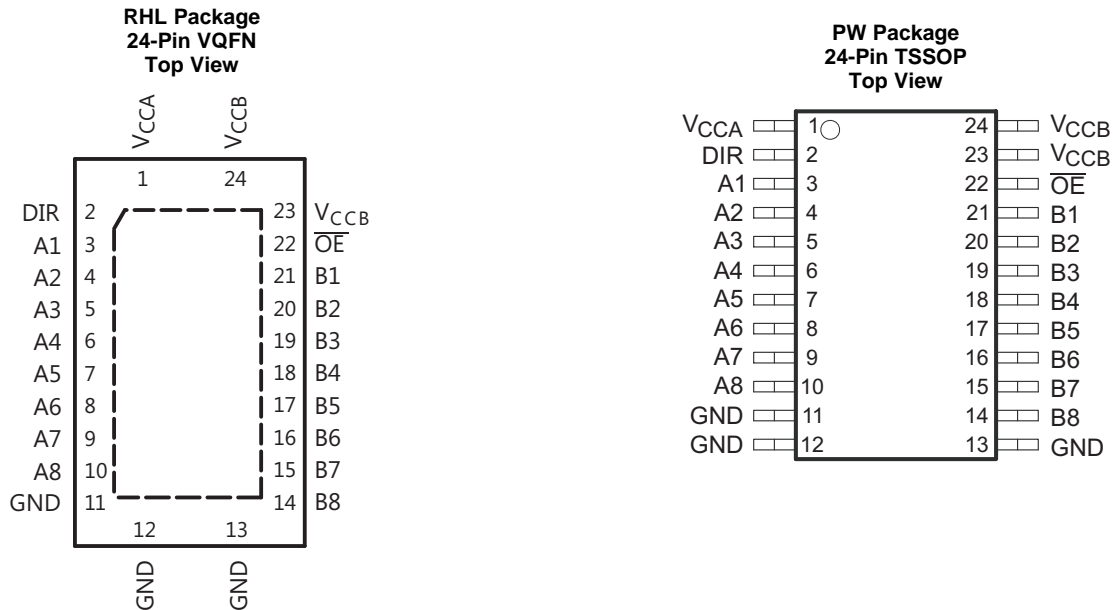 RHL Package
24-Pin VQFN
Top View
VCCA
VCCB
1 24
DIR 2 23 VCCB
A1 3 22 OE
A2 4 21 B1
A3 5 20 B2
A4 6 19 B3
A5 7 18 B4
A6 8 17 B5
A7 9 16 B6
A8 10 15 B7
GND 11 14 B8
12 13
GND
GND
PW Package
24-Pin TSSOP
Top View
VCCA 1 24 VCCB
DIR 2 23 VCCB
A1 3 22 OE
A2 4 21 B1
A3 5 20 B2
A4 6 19 B3
A5 7 18 B4
A6 8 17 B5
A7 9 16 B6
A8 10 15 B7
GND 11 14 B8
GND 12 13 GND